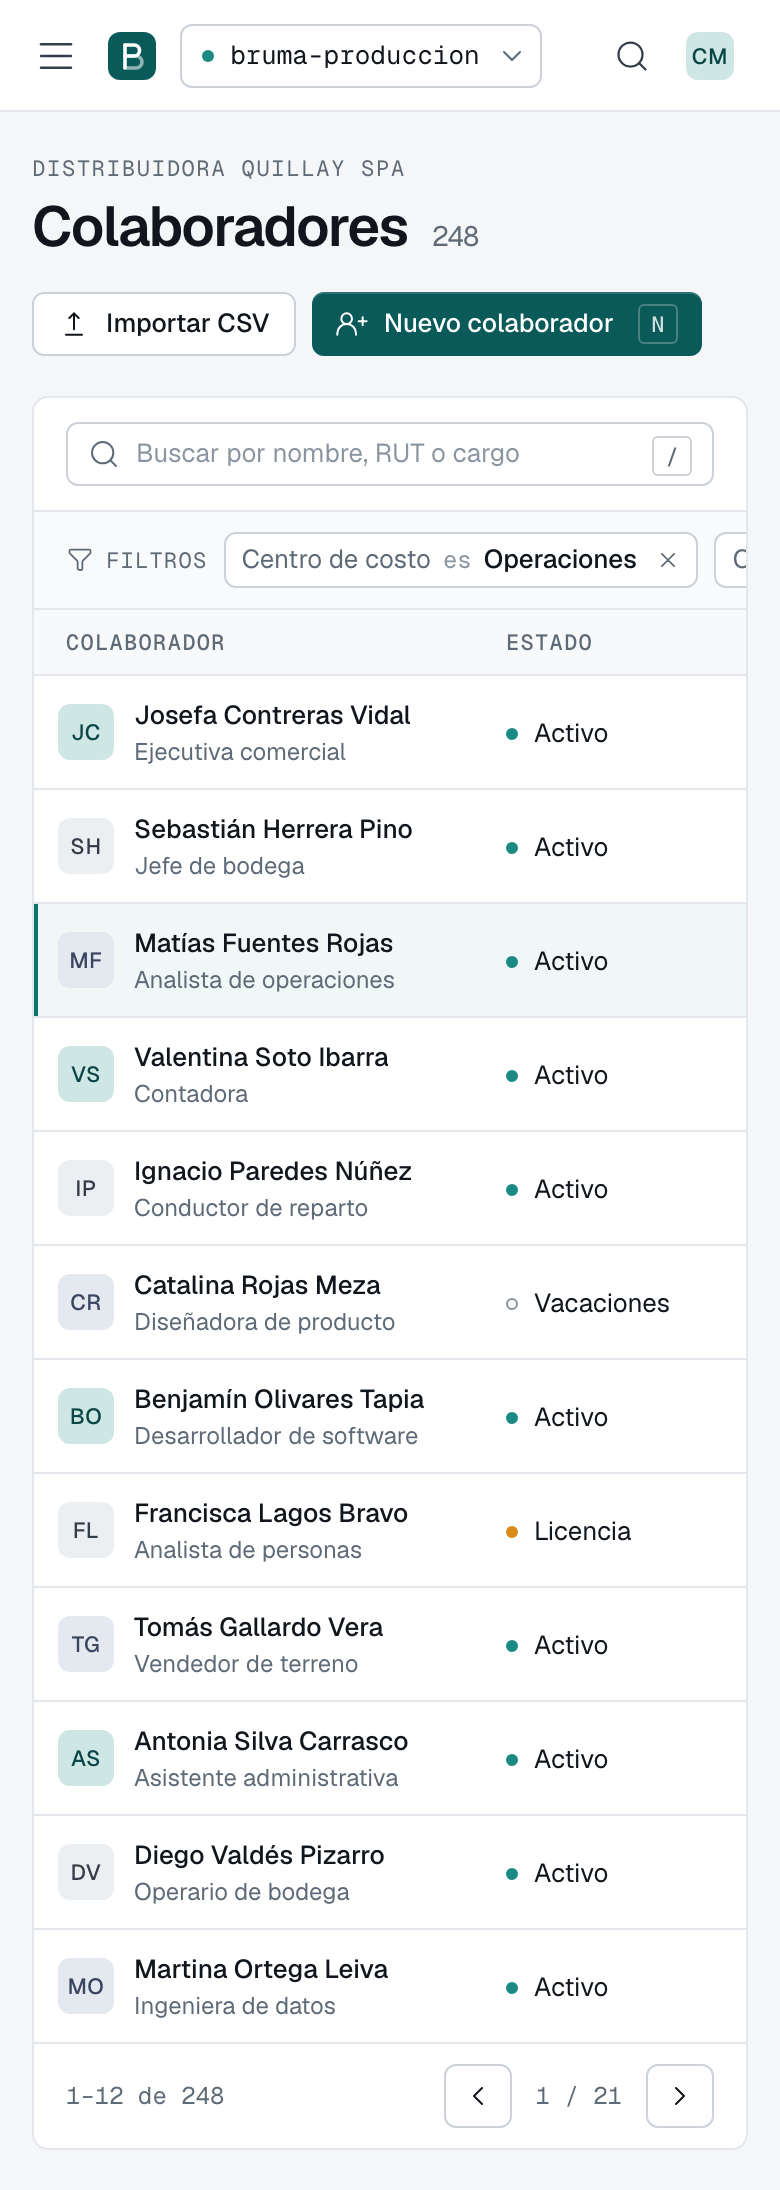 B
bruma-produccion
CM
DISTRIBUIDORA QUILLAY SPA
Colaboradores 248
Importar CSV
Nuevo colaborador N
Buscar por nombre, RUT o cargo /
FILTROS Centro de costo es Operaciones
COLABORADOR ESTADO
JC Josefa Contreras Vidal Activo
Ejecutiva comercial
SH Sebastián Herrera Pino Activo
Jefe de bodega
MF Matías Fuentes Rojas Activo
Analista de operaciones
VS Valentina Soto Ibarra Activo
Contadora
IP Ignacio Paredes Núñez Activo
Conductor de reparto
CR Catalina Rojas Meza Vacaciones
Diseñadora de producto
BO Benjamín Olivares Tapia Activo
Desarrollador de software
FL Francisca Lagos Bravo Licencia
Analista de personas
TG Tomás Gallardo Vera Activo
Vendedor de terreno
AS Antonia Silva Carrasco Activo
Asistente administrativa
DV Diego Valdés Pizarro Activo
Operario de bodega
MO Martina Ortega Leiva Activo
Ingeniera de datos
1–12 de 248 1 / 21